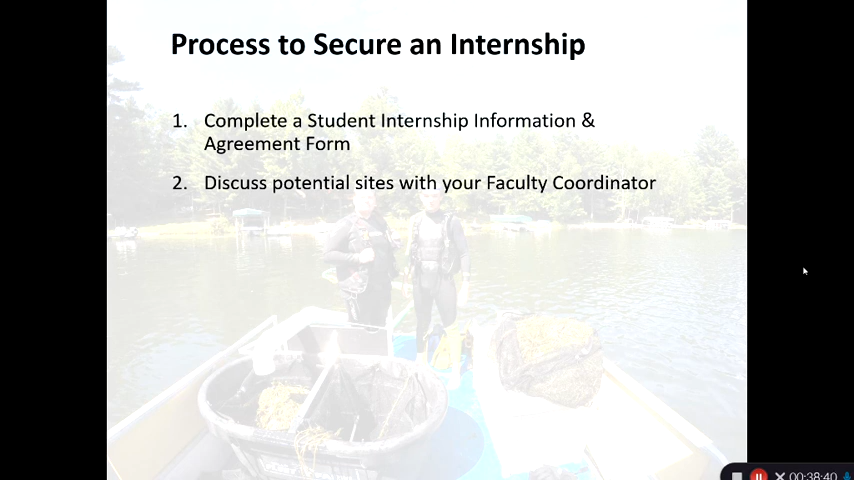 Process to Secure an Internship
1. Complete a Student Internship Information &
Agreement Form
2. Discuss potential sites with your Faculty Coordinator
00:38:40